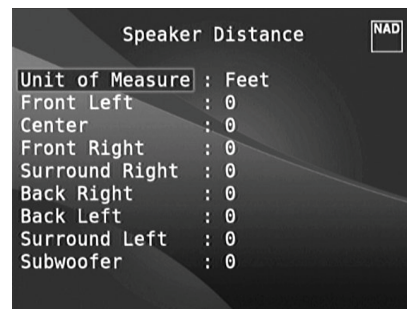 Speaker Distance
NAD
Unit of Measure : Feet
Front Left : 0
Center : 0
Front Right : 0
Surround Right : 0
Back Right : 0
Back Left : 0
Surround Left : 0
Subwoofer : 0